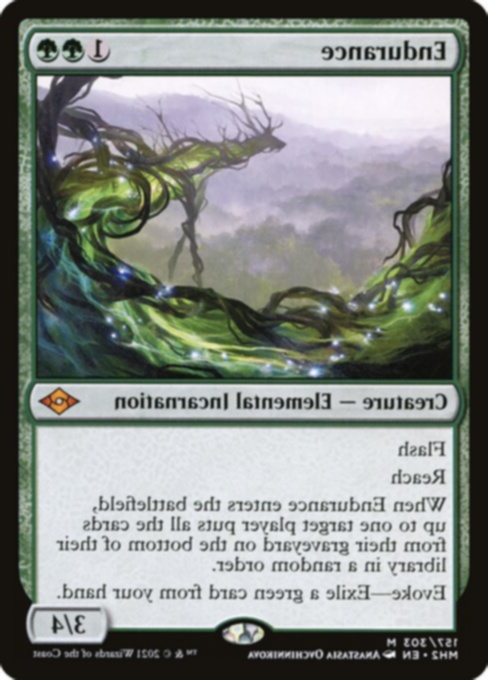 Endurance 1
Creature — Elemental Incarnation
Flash
Reach
When Endurance enters the battlefield,
up to one target player puts all the cards
from their graveyard on the bottom of their
library in a random order.
Evoke—Exile a green card from your hand.
3/4
157/303 M
MH2 • EN Anastasia Ovchinnikova
™ & © 2021 Wizards of the Coast